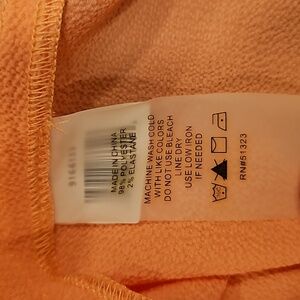 MADE IN CHINA
98% POLYESTER
2% ELASTANE
MACHINE WASH COLD
WITH LIKE COLORS
DO NOT USE BLEACH
LINE DRY
USE LOW IRON
IF NEEDED
RN#51323